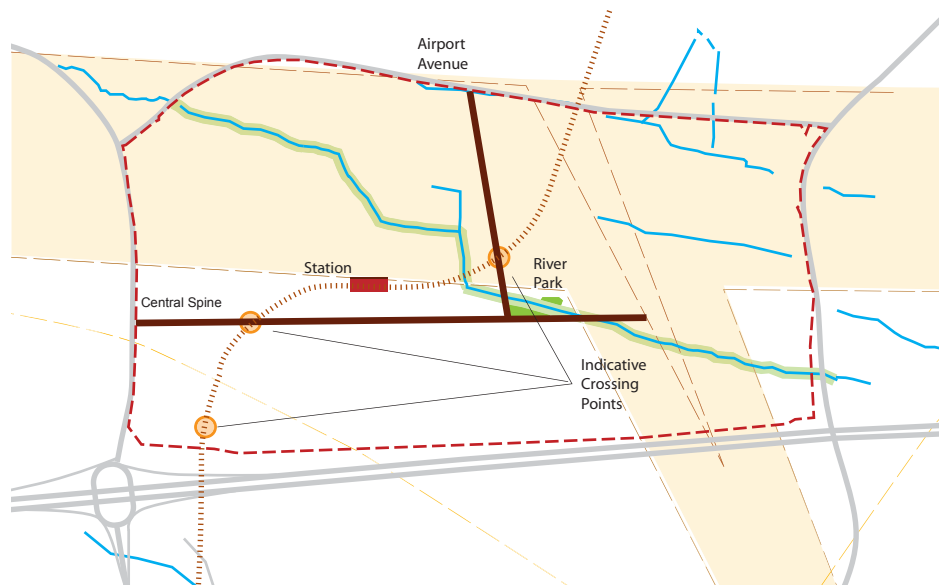 Airport
Avenue
Station
River
Park
Central Spine
Indicative
Crossing
Points